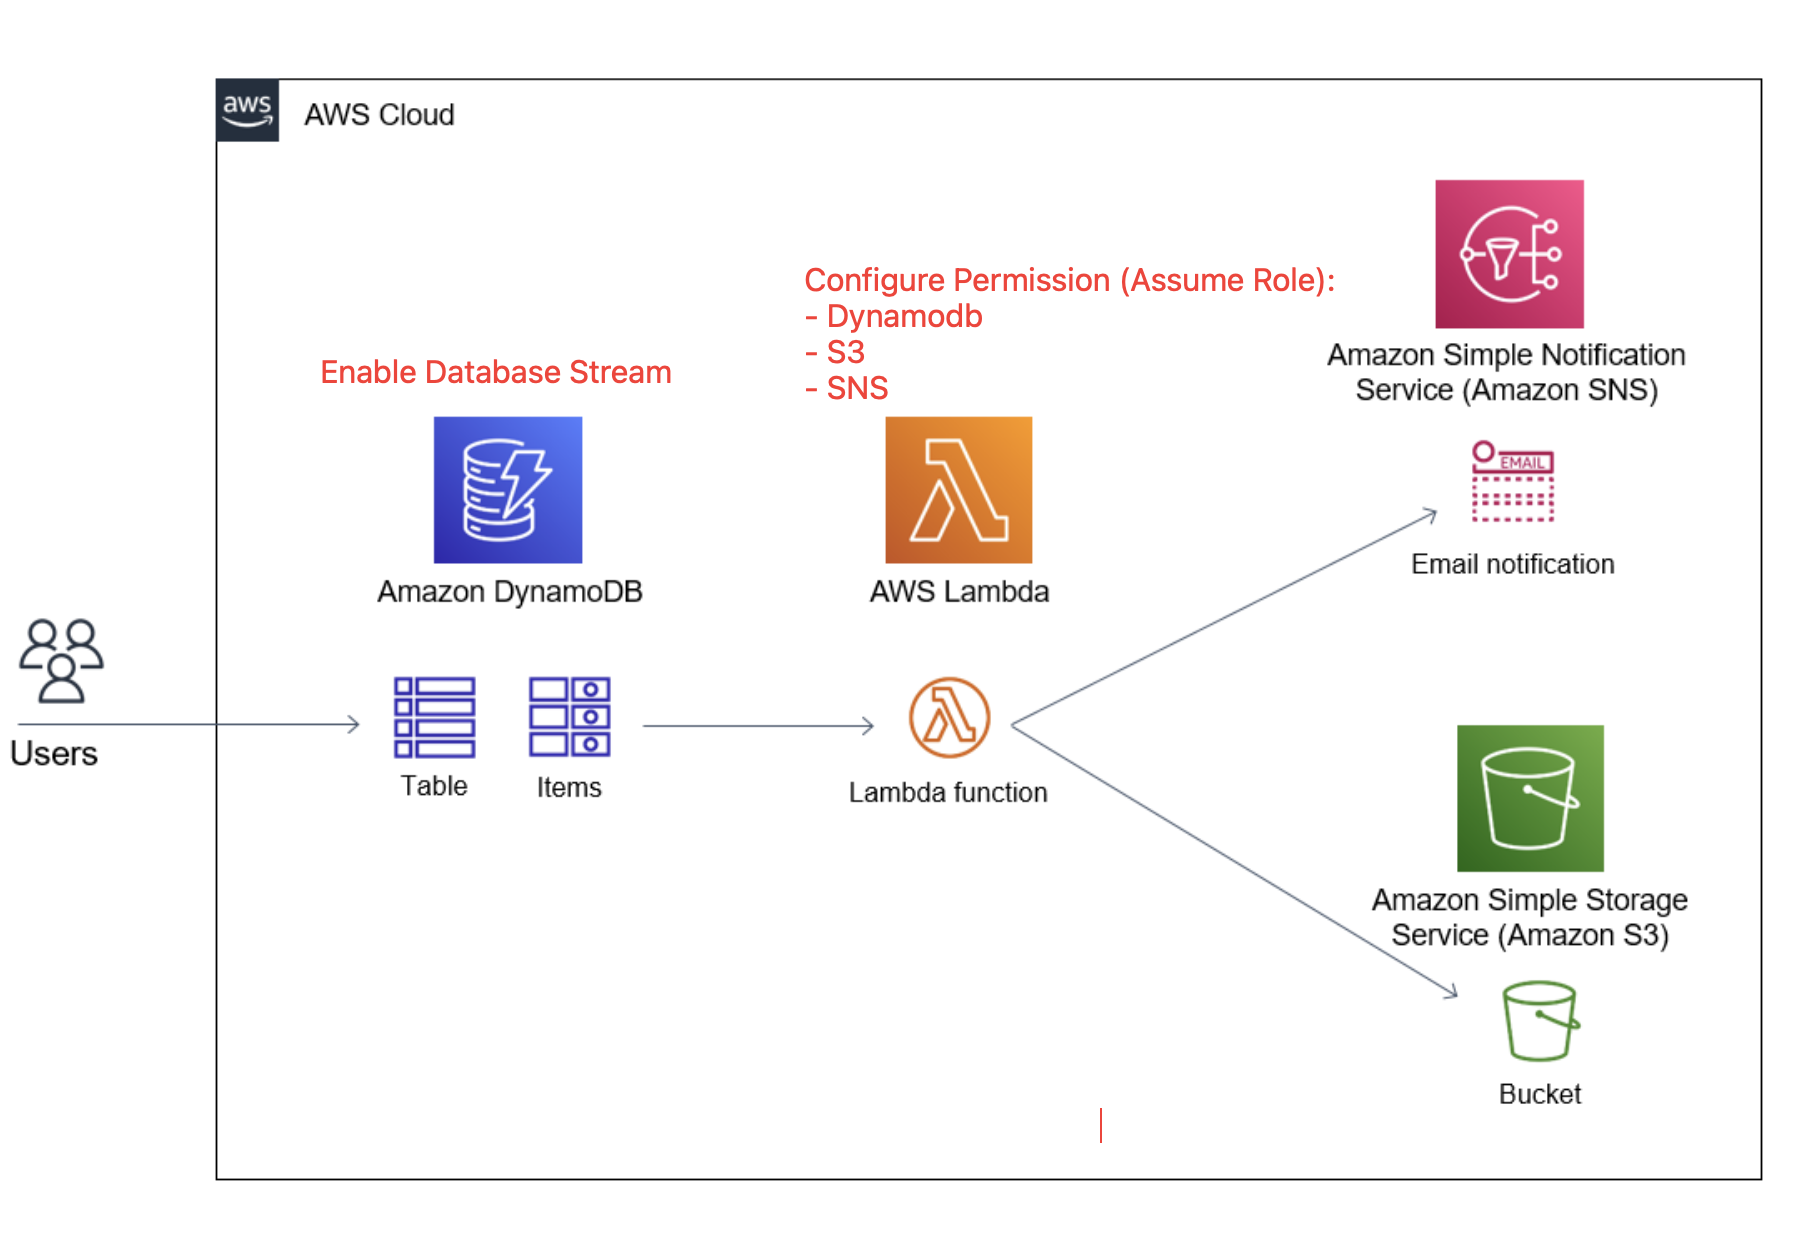 aws
AWS Cloud
Configure Permission (Assume Role):
- Dynamodb
- S3
- SNS
Enable Database Stream
Amazon Simple Notification
Service (Amazon SNS)
EMAIL
Email notification
Amazon DynamoDB
AWS Lambda
Users
Table
Items
Lambda function
Amazon Simple Storage
Service (Amazon S3)
Bucket